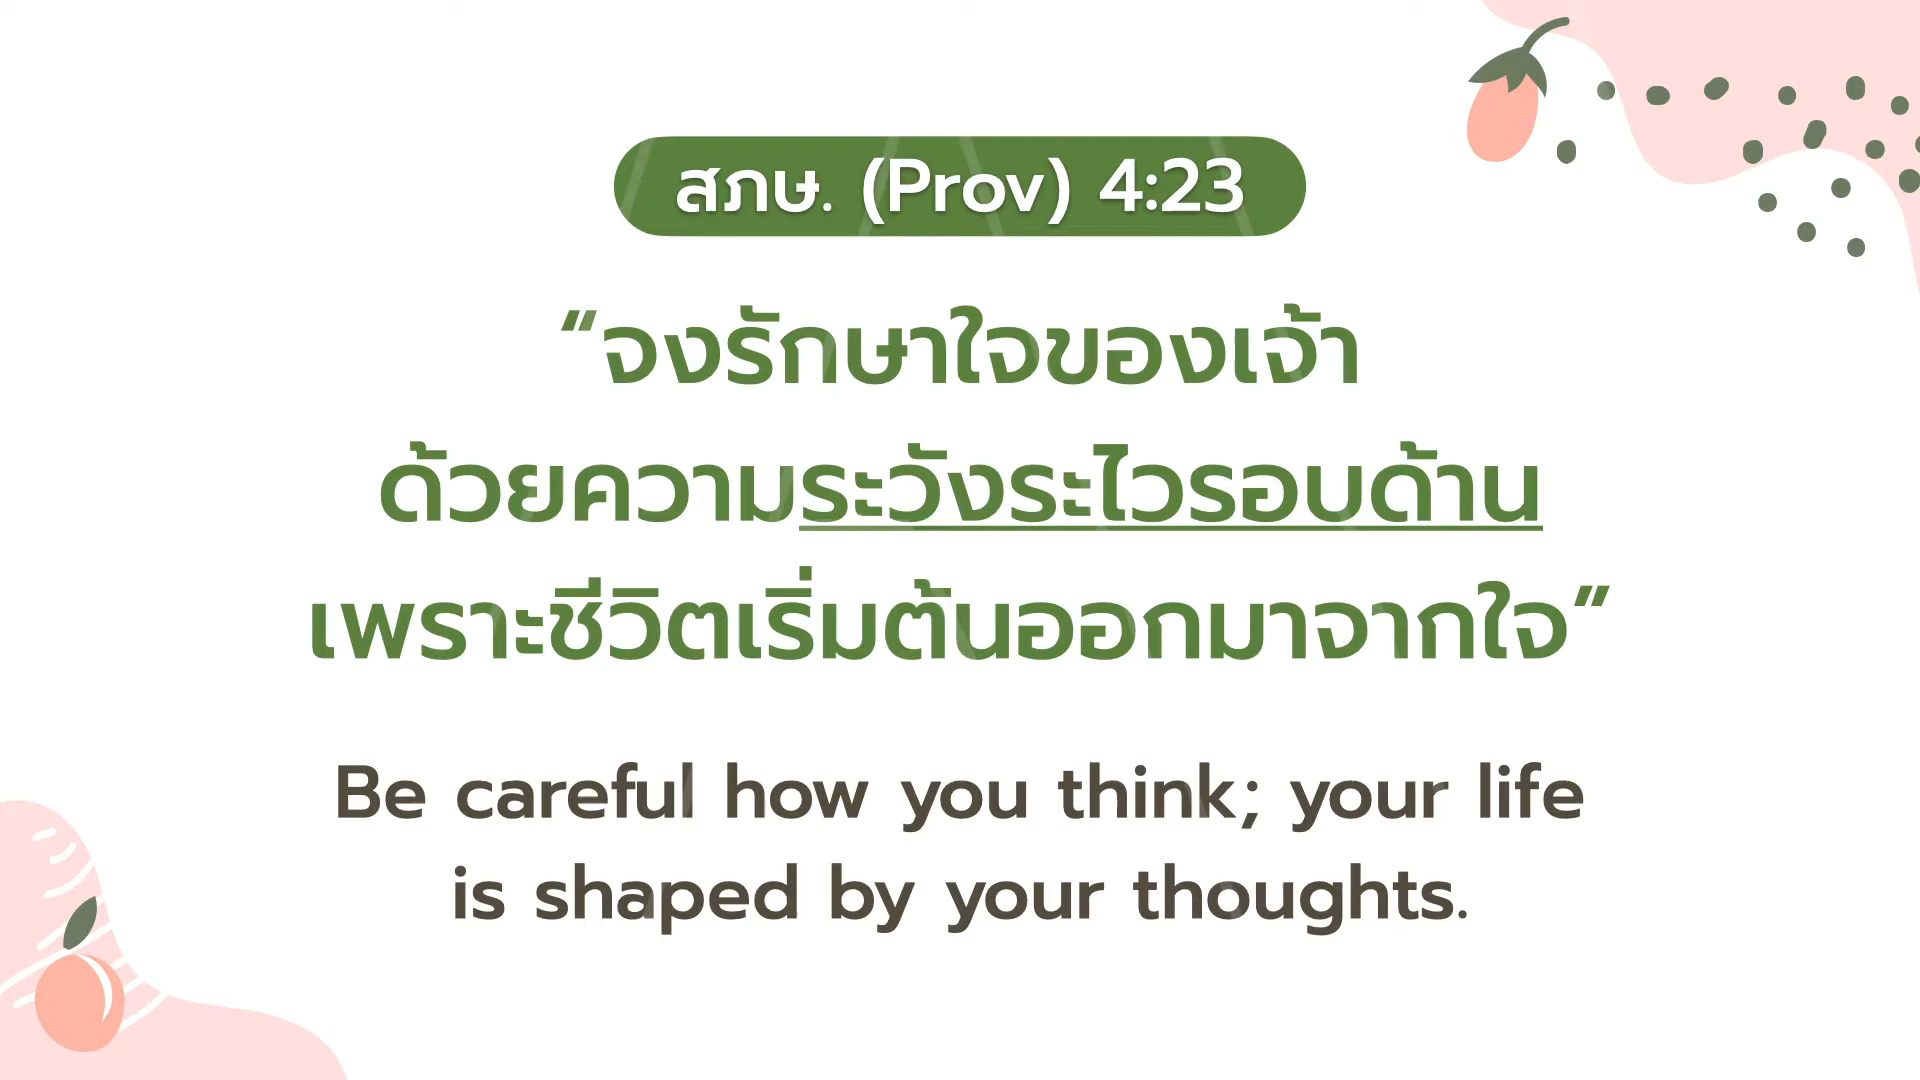 สภษ. (Prov) 4:23
“จงรักษาใจของเจ้า
ด้วยความระวังระไวรอบด้าน
เพราะชีวิตเริ่มต้นออกมาจากใจ”
Be careful how you think; your life
is shaped by your thoughts.